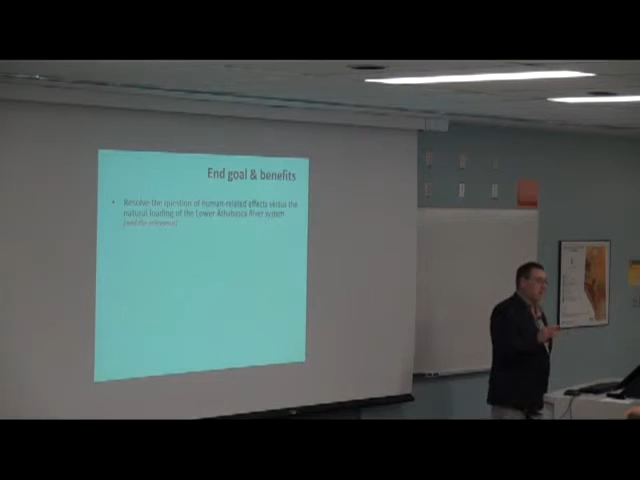 End goal & benefits
• Resolve the question of human-related effects versus the
natural loading of the Lower Athabasca River system